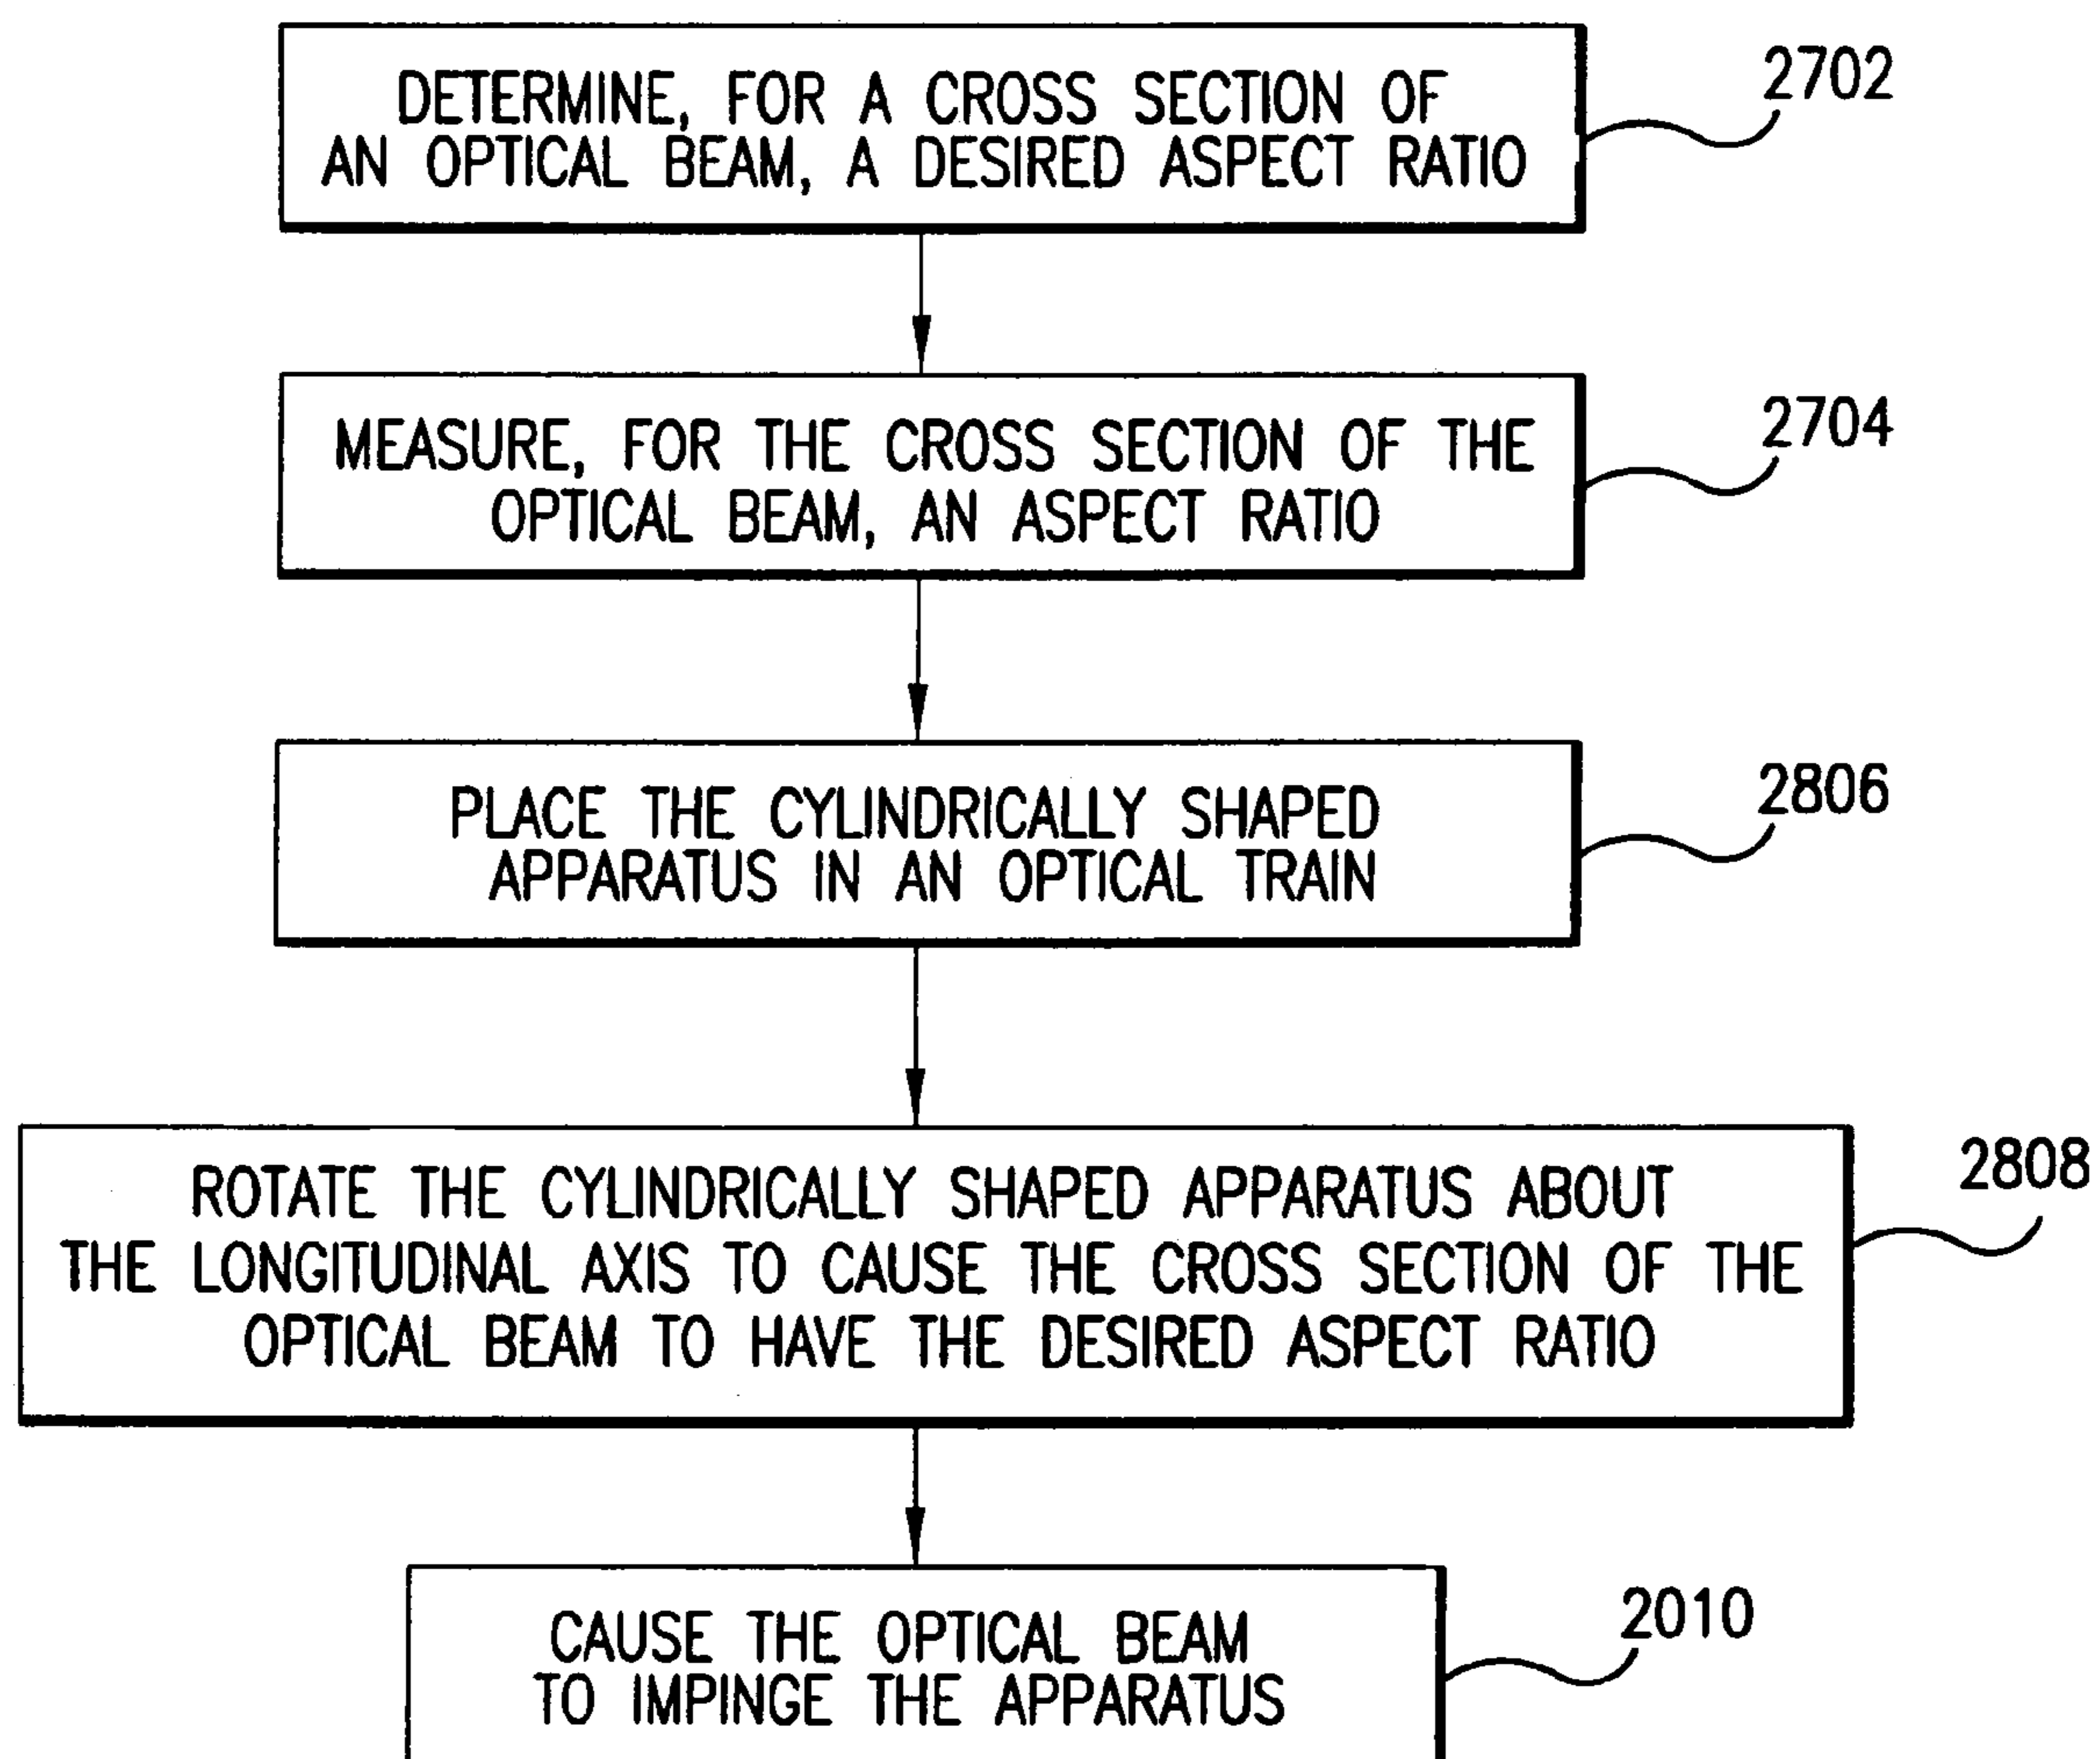 DETERMINE, FOR A CROSS SECTION OF
AN OPTICAL BEAM, A DESIRED ASPECT RATIO
2702
MEASURE, FOR THE CROSS SECTION OF THE
OPTICAL BEAM, AN ASPECT RATIO
2704
PLACE THE CYLINDRICALLY SHAPED
APPARATUS IN AN OPTICAL TRAIN
2806
ROTATE THE CYLINDRICALLY SHAPED APPARATUS ABOUT
THE LONGITUDINAL AXIS TO CAUSE THE CROSS SECTION OF THE
OPTICAL BEAM TO HAVE THE DESIRED ASPECT RATIO
2808
CAUSE THE OPTICAL BEAM
TO IMPINGE THE APPARATUS
2010